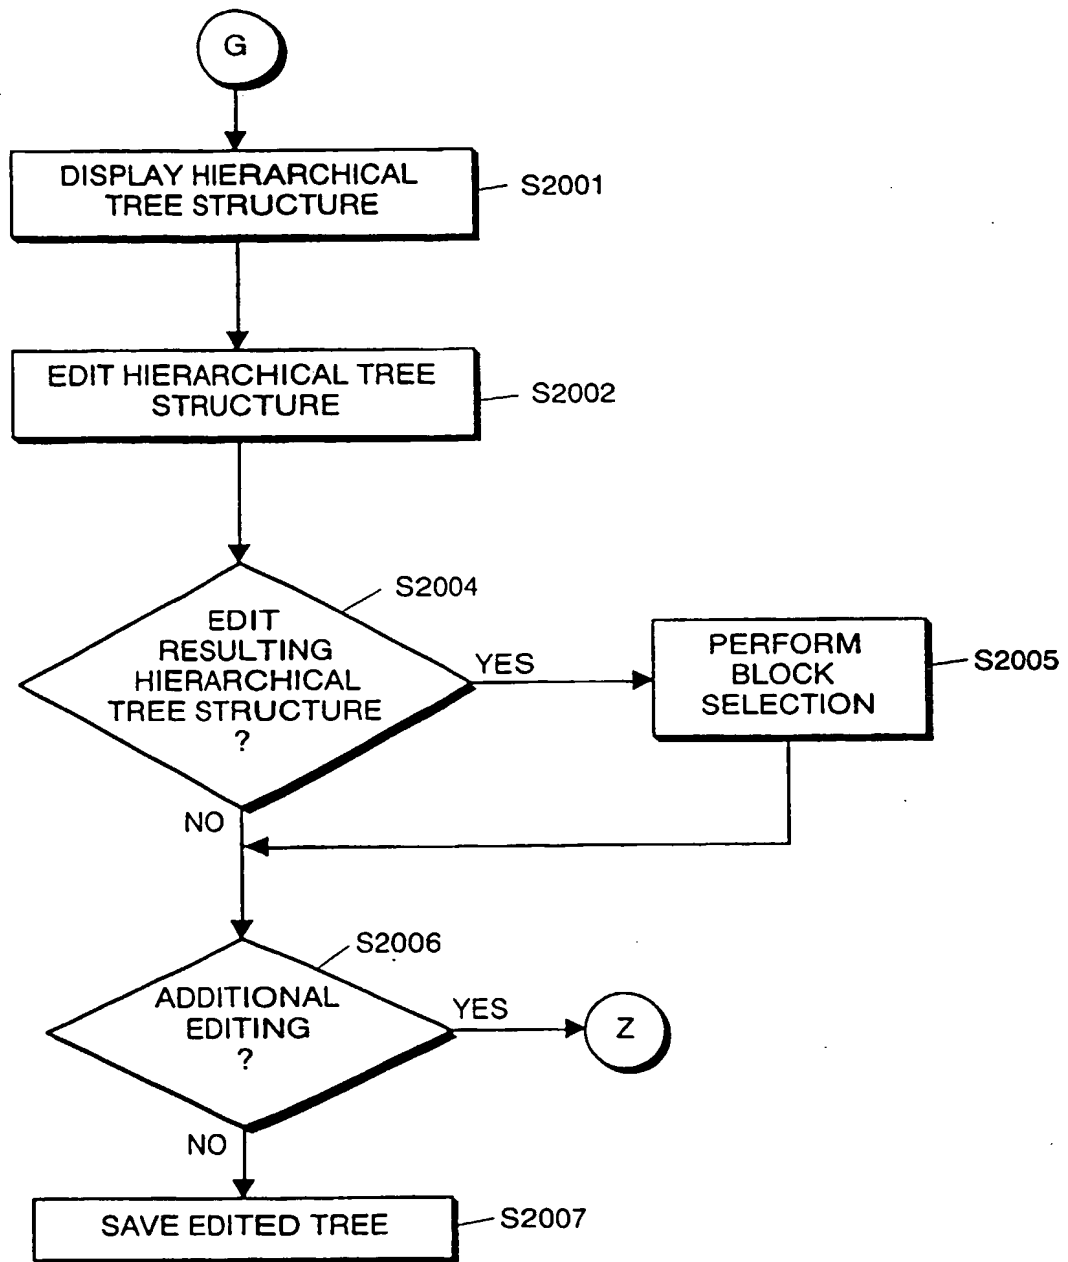 G
DISPLAY HIERARCHICAL
TREE STRUCTURE
S2001
EDIT HIERARCHICAL TREE
STRUCTURE
S2002
S2004
EDIT
RESULTING
HIERARCHICAL
TREE STRUCTURE
?
YES
PERFORM
BLOCK
SELECTION
S2005
NO
S2006
ADDITIONAL
EDITING
?
YES
Z
NO
SAVE EDITED TREE
S2007